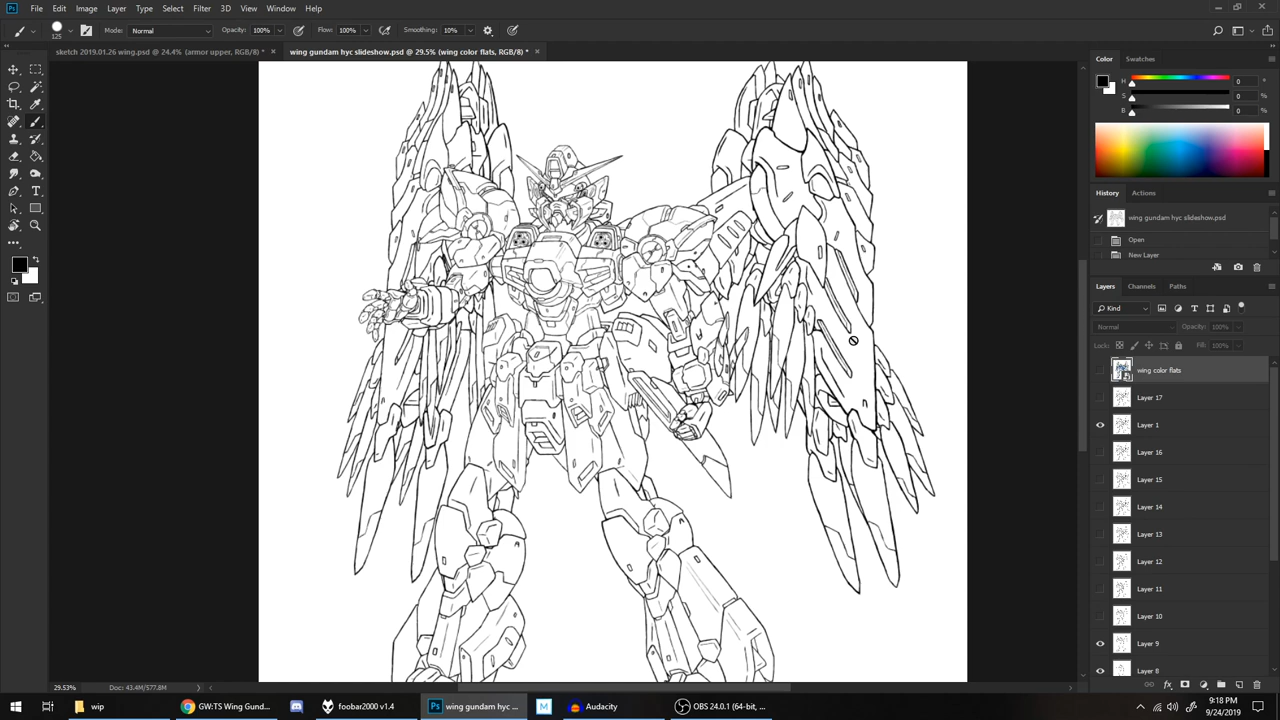 Ps File Edit Image Layer Type Select Filter 3D View Window Help
125 Mode: Normal Opacity: 100% Flow: 100% Smoothing: 10%
sketch 2019.01.26 wing.psd @ 24.4% (armor upper, RGB/8) * × wing gundam hyc slideshow.psd @ 29.5% (wing color flats, RGB/8) * ×
Color Swatches
H 0 °
S 0 %
B 0 %
History Actions
wing gundam hyc slideshow.psd
Open
New Layer
Layers Channels Paths
Kind
Normal Opacity: 100%
Lock: Fill: 100%
wing color flats
Layer 17
Layer 1
Layer 16
Layer 15
Layer 14
Layer 13
Layer 12
Layer 11
Layer 10
Layer 9
Layer 8
29.53% Doc: 43.4M/577.8M
wip GW:TS Wing Gund... foobar2000 v1.4 Ps wing gundam hyc ... M Audacity OBS 24.0.1 (64-bit, ...
9:18 PM
9/24/2019